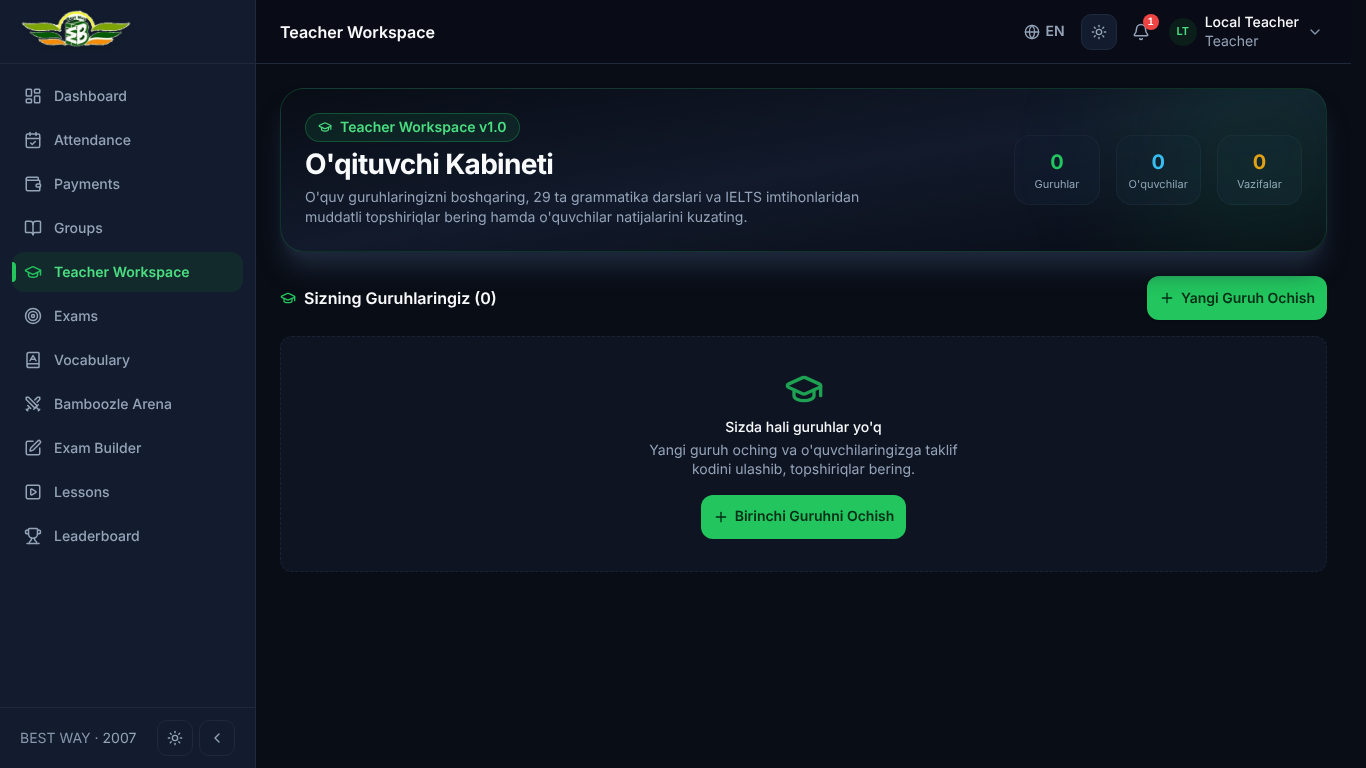 Teacher Workspace
EN
1
LT
Local Teacher
Teacher
Dashboard
Attendance
Payments
Groups
Teacher Workspace
Exams
Vocabulary
Bamboozle Arena
Exam Builder
Lessons
Leaderboard
BEST WAY · 2007
Teacher Workspace v1.0
O'qituvchi Kabineti
O'quv guruhlaringizni boshqaring, 29 ta grammatika darslari va IELTS imtihonlaridan
muddatli topshiriqlar bering hamda o'quvchilar natijalarini kuzating.
0
Guruhlar
0
O'quvchilar
0
Vazifalar
Sizning Guruhlaringiz (0)
Yangi Guruh Ochish
Sizda hali guruhlar yo'q
Yangi guruh oching va o'quvchilaringizga taklif
kodini ulashib, topshiriqlar bering.
Birinchi Guruhni Ochish